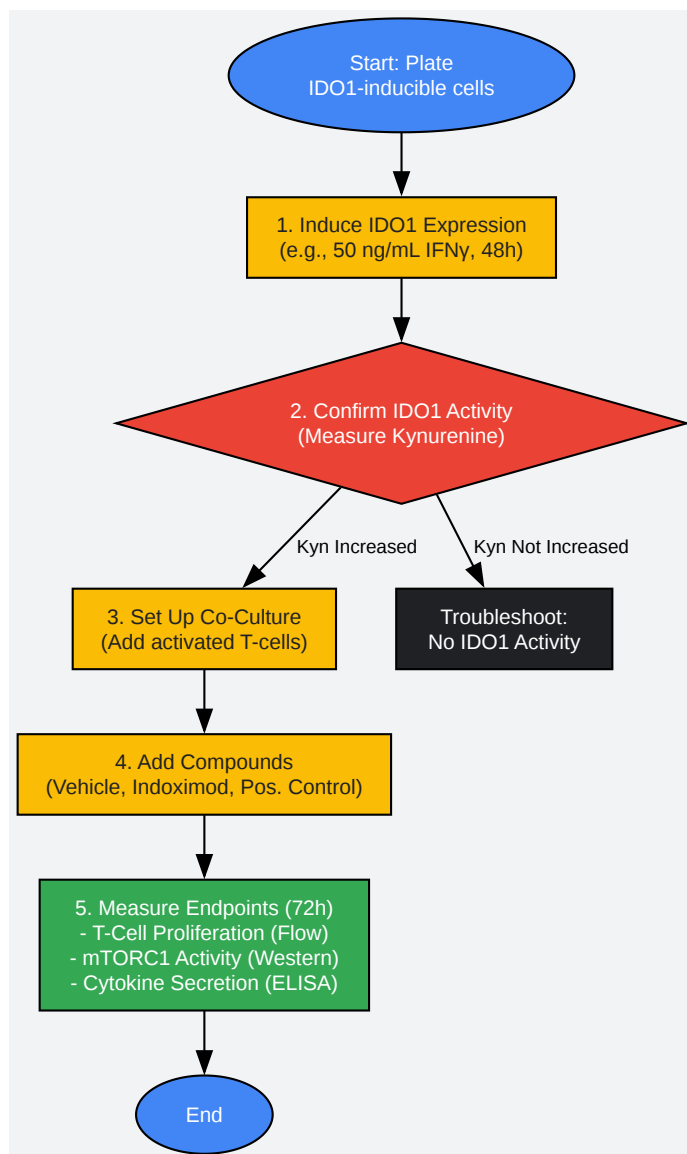 Start: Plate
IDO1-inducible cells
1. Induce IDO1 Expression
(e.g., 50 ng/mL IFNγ, 48h)
2. Confirm IDO1 Activity
(Measure Kynurenine)
Kyn Increased
Kyn Not Increased
3. Set Up Co-Culture
(Add activated T-cells)
Troubleshoot:
No IDO1 Activity
4. Add Compounds
(Vehicle, Indoximod, Pos. Control)
5. Measure Endpoints (72h)
- T-Cell Proliferation (Flow)
- mTORC1 Activity (Western)
- Cytokine Secretion (ELISA)
End